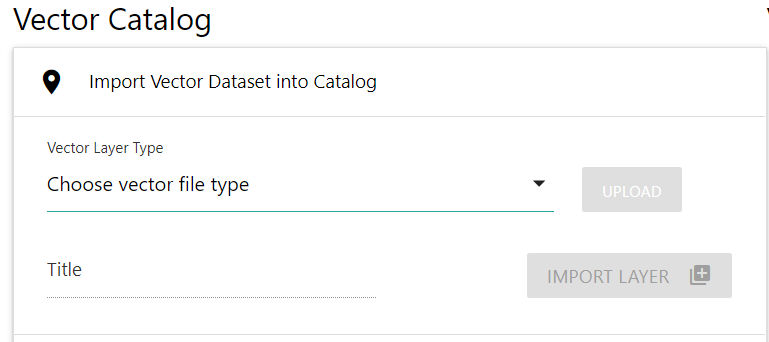 Vector Catalog
Import Vector Dataset into Catalog
Vector Layer Type
Choose vector file type
UPLOAD
Title
IMPORT LAYER